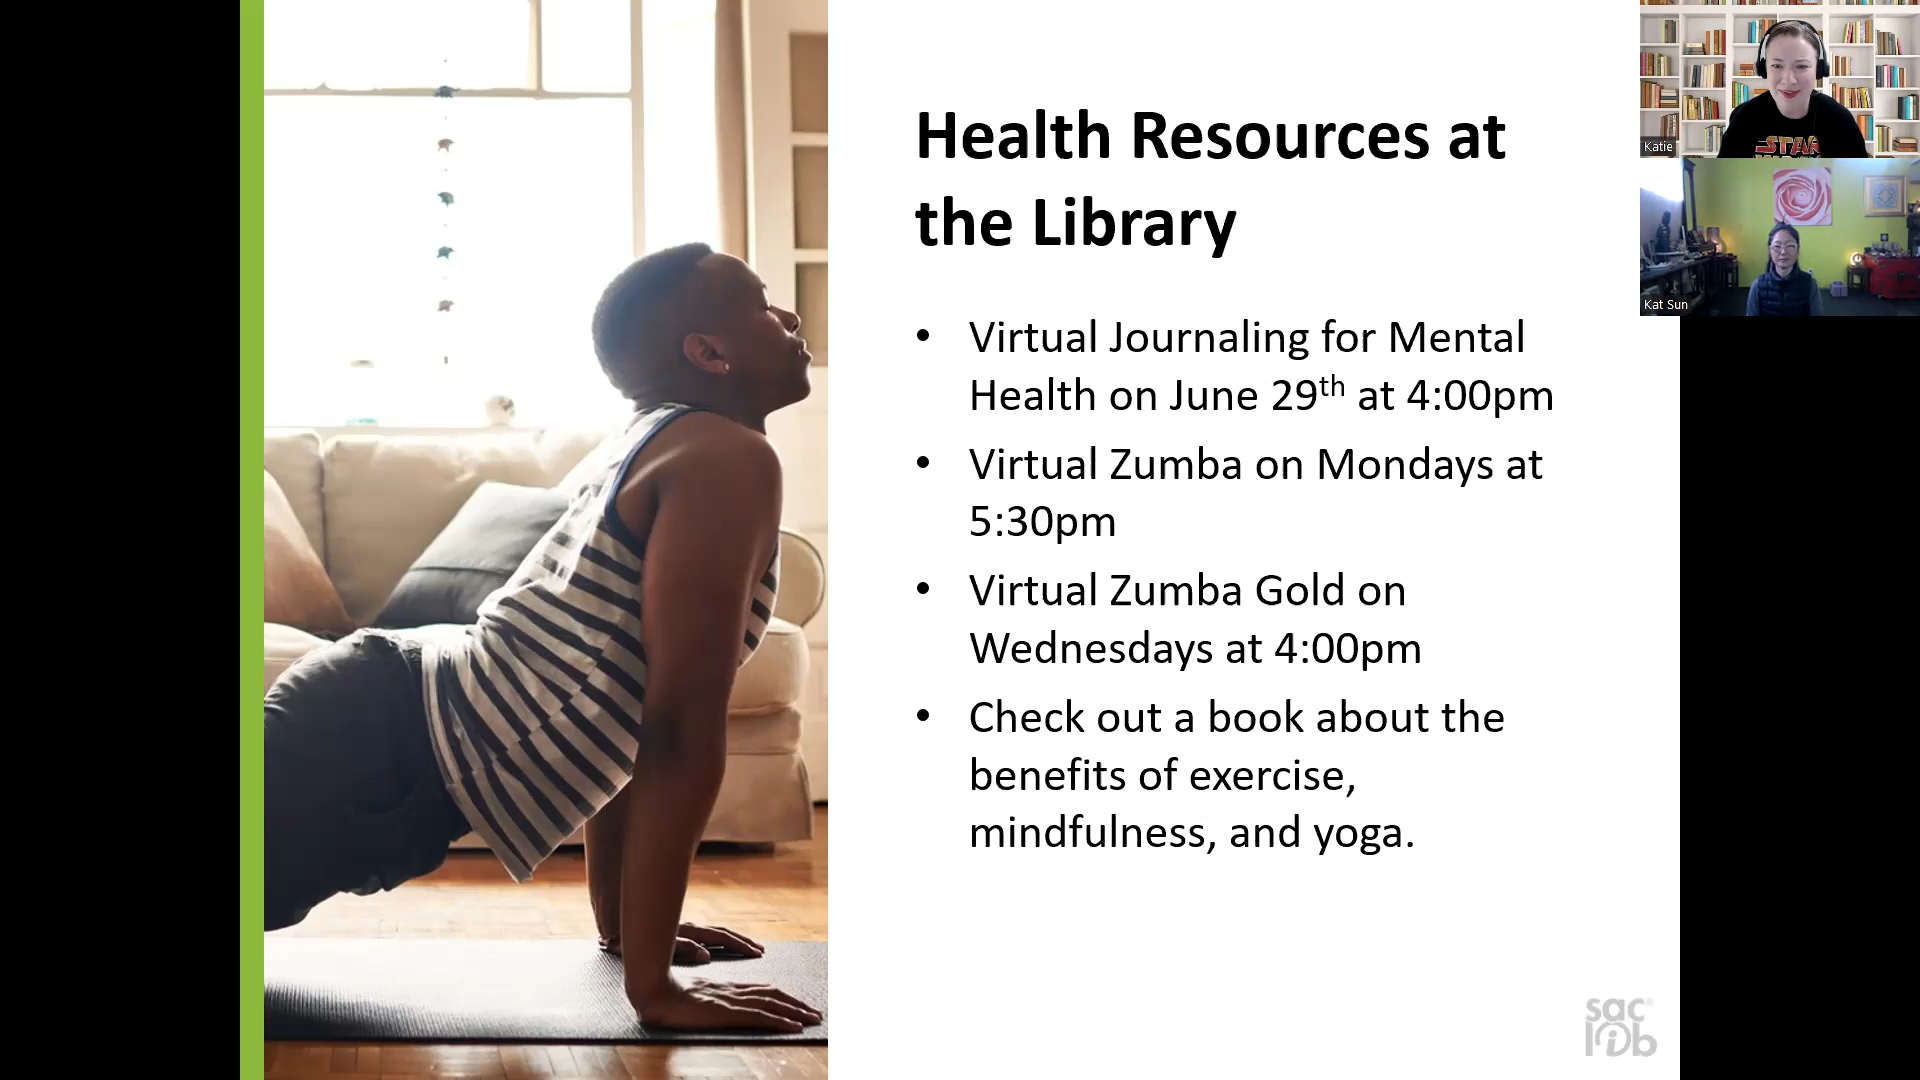 Health Resources at
the Library
• Virtual Journaling for Mental
Health on June 29th at 4:00pm
• Virtual Zumba on Mondays at
5:30pm
• Virtual Zumba Gold on
Wednesdays at 4:00pm
• Check out a book about the
benefits of exercise,
mindfulness, and yoga.
sac
lib
Katie
STAR
Kat Sun